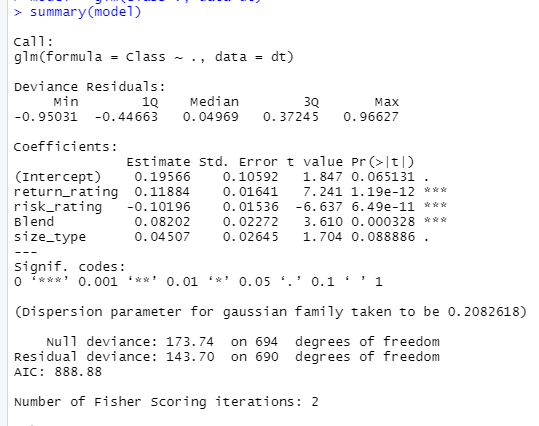 > summary(model)
Call:
glm(formula = Class ~ ., data = dt)
Deviance Residuals:
Min 1Q Median 3Q Max
-0.95031 -0.44663 0.04969 0.37245 0.96627
Coefficients:
Estimate Std. Error t value Pr(>|t|)
(Intercept) 0.19566 0.10592 1.847 0.065131 .
return_rating 0.11884 0.01641 7.241 1.19e-12 ***
risk_rating -0.10196 0.01536 -6.637 6.49e-11 ***
Blend 0.08202 0.02272 3.610 0.000328 ***
size_type 0.04507 0.02645 1.704 0.088886 .
---
Signif. codes:
0 ‘***’ 0.001 ‘**’ 0.01 ‘*’ 0.05 ‘.’ 0.1 ‘ ’ 1
(Dispersion parameter for gaussian family taken to be 0.2082618)
Null deviance: 173.74 on 694 degrees of freedom
Residual deviance: 143.70 on 690 degrees of freedom
AIC: 888.88
Number of Fisher Scoring iterations: 2